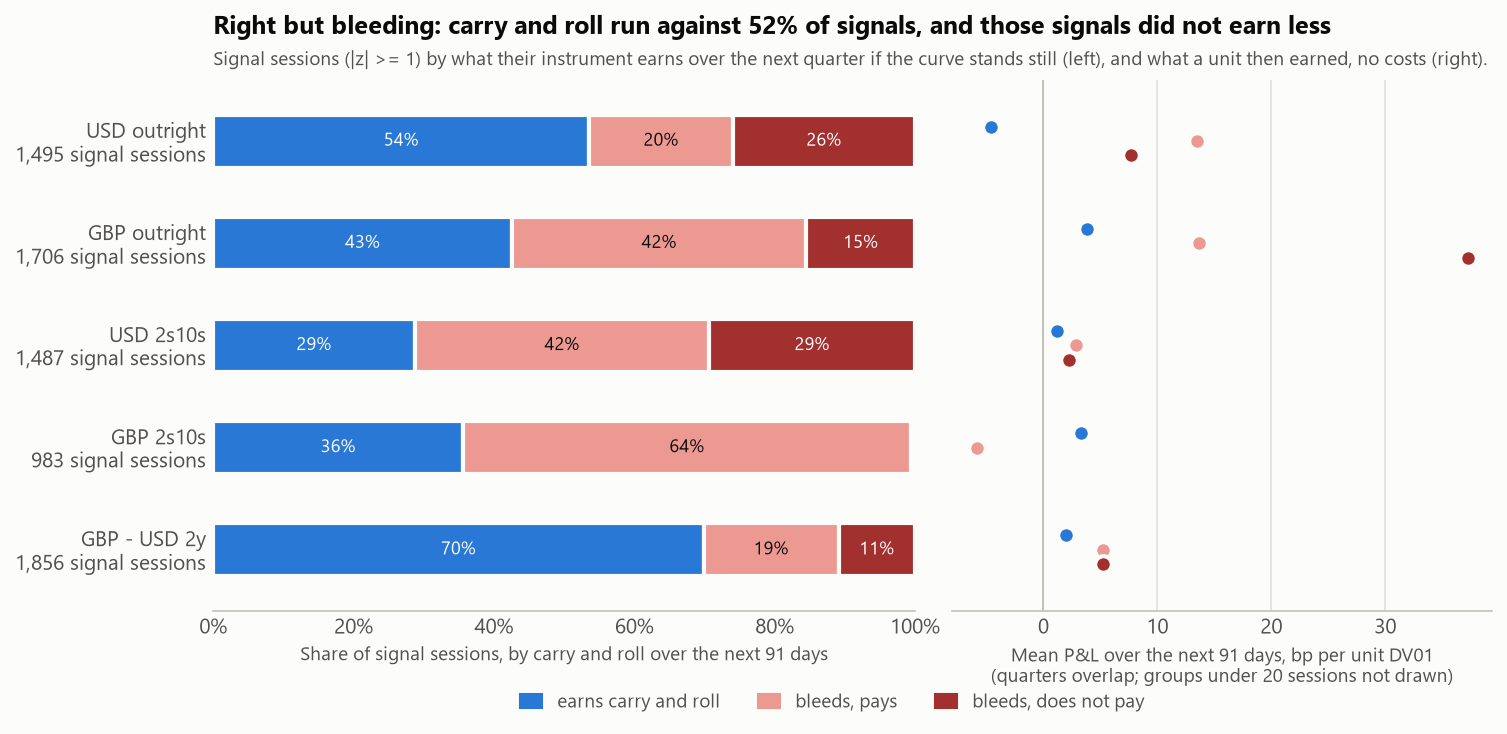 Right but bleeding: carry and roll run against 52% of signals, and those signals did not earn less
Signal sessions (|z| >= 1) by what their instrument earns over the next quarter if the curve stands still (left), and what a unit then earned, no costs (right).
USD outright
1,495 signal sessions
54%
20%
26%
GBP outright
1,706 signal sessions
43%
42%
15%
USD 2s10s
1,487 signal sessions
29%
42%
29%
GBP 2s10s
983 signal sessions
36%
64%
GBP - USD 2y
1,856 signal sessions
70%
19%
11%
0%
20%
40%
60%
80%
100%
Share of signal sessions, by carry and roll over the next 91 days
0
10
20
30
Mean P&L over the next 91 days, bp per unit DV01
(quarters overlap; groups under 20 sessions not drawn)
earns carry and roll
bleeds, pays
bleeds, does not pay